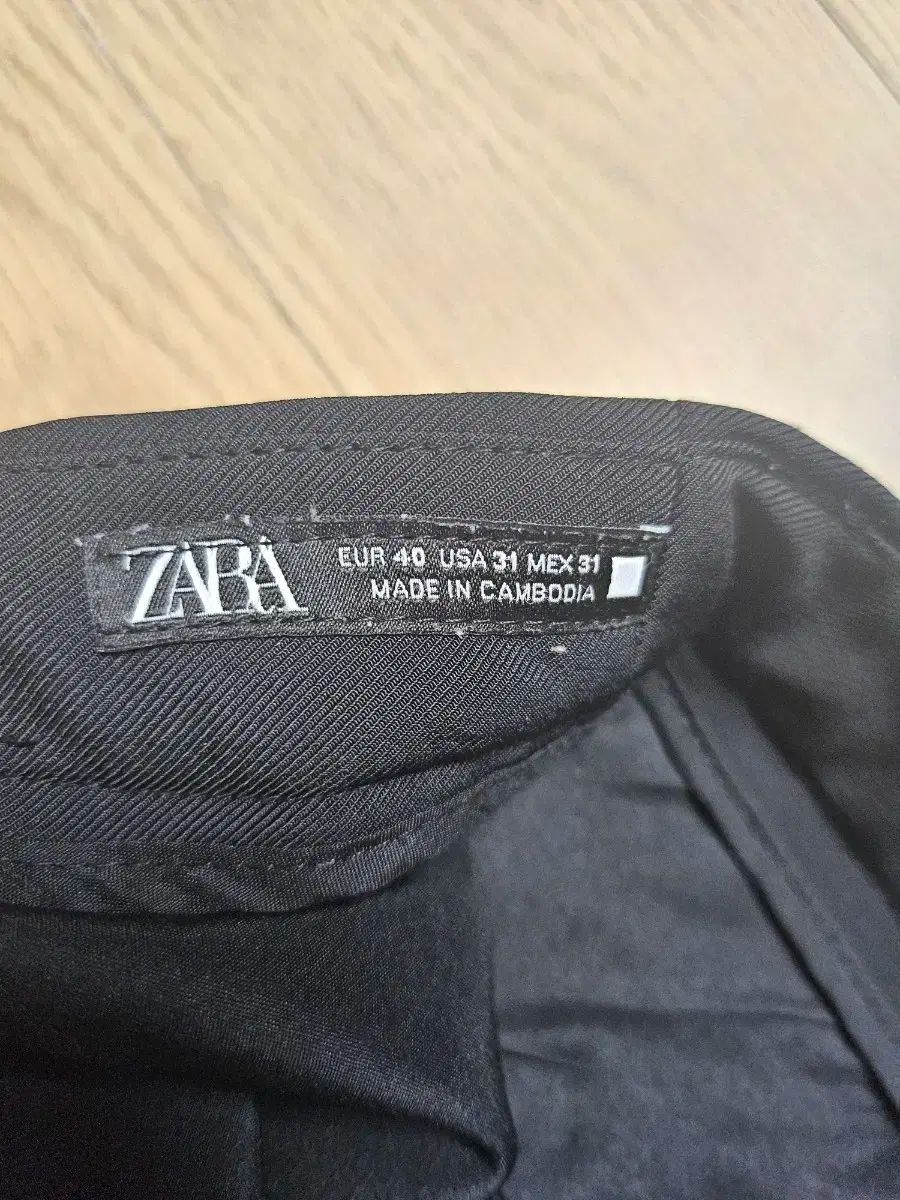 ZARA
EUR 40 USA 31 MEX 31
MADE IN CAMBODIA